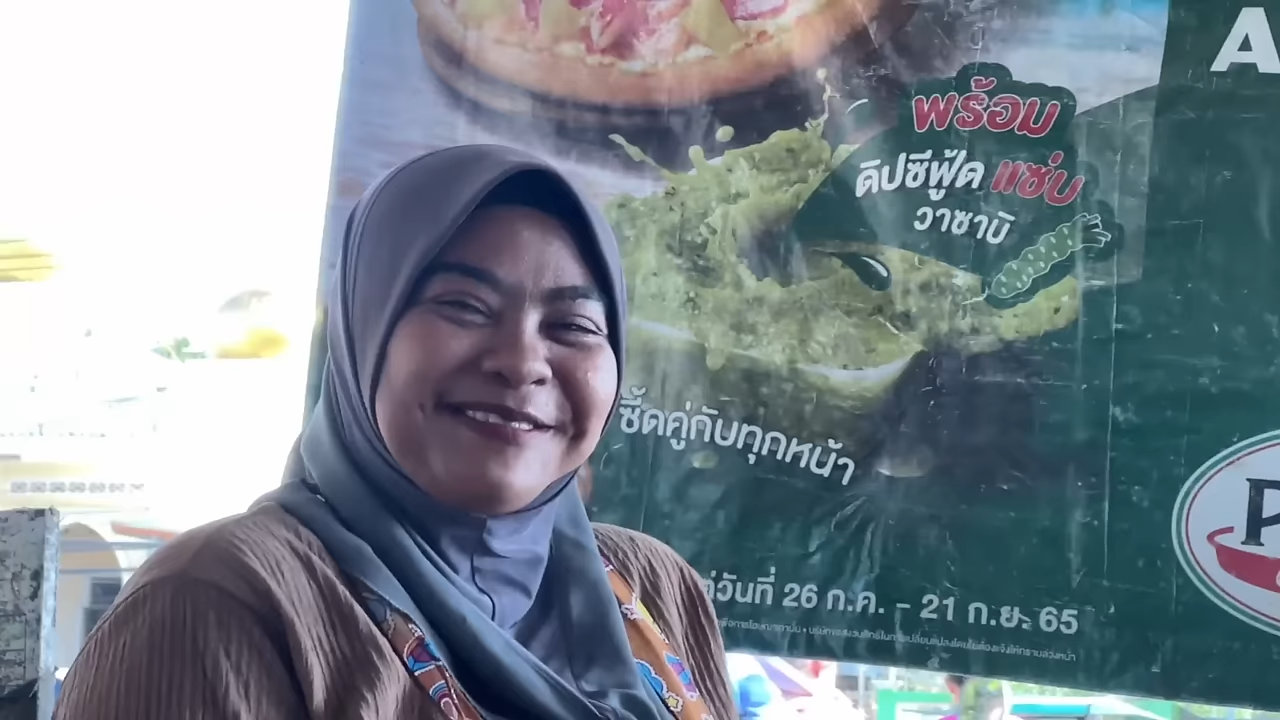 A
พร้อม
ดิปซีฟู้ด แซ่บ
วาซาบิ
ซี้ดคู่กับทุกหน้า
วันที่ 26 ก.ค. - 21 ก.ย. 65
P